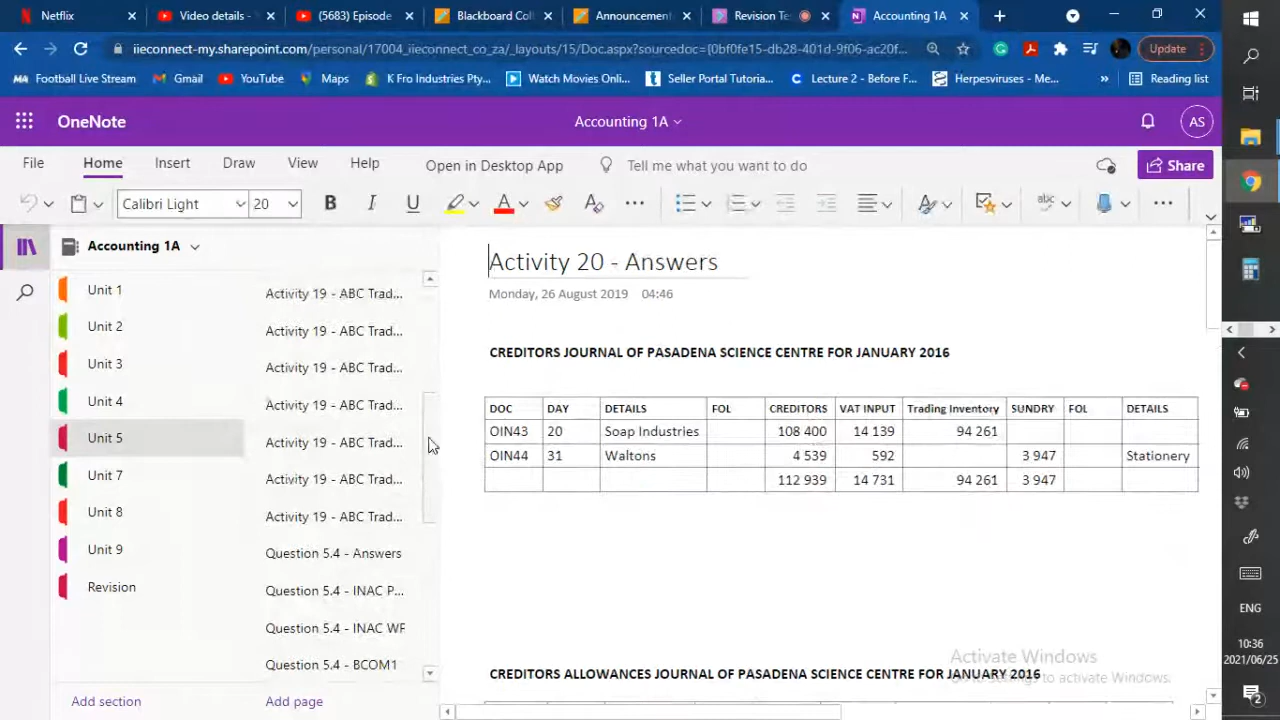 Netflix
Video details -
(5683) Episode
Blackboard Coll
Announcement
Revision Te
Accounting 1A
iieconnect-my.sharepoint.com/personal/17004_iieconnect_co_za/_layouts/15/Doc.aspx?sourcedoc={0bf0fe15-db28-401d-9f06-ac20f...
Update
Football Live Stream
Gmail
YouTube
Maps
K Fro Industries Pty...
Watch Movies Onl...
Seller Portal Tutoria...
Lecture 2 - Before F...
Herpesviruses - Me...
»
Reading list
OneNote
Accounting 1A
AS
File
Home
Insert
Draw
View
Help
Open in Desktop App
Tell me what you want to do
Share
Calibri Light
20
B
I
U
A
abc
Accounting 1A
Unit 1
Unit 2
Unit 3
Unit 4
Unit 5
Unit 7
Unit 8
Unit 9
Revision
Add section
Activity 19 - ABC Trad...
Activity 19 - ABC Trad...
Activity 19 - ABC Trad...
Activity 19 - ABC Trad...
Activity 19 - ABC Trad...
Activity 19 - ABC Trad...
Activity 19 - ABC Trad...
Question 5.4 - Answers
Question 5.4 - INAC P...
Question 5.4 - INAC WF
Question 5.4 - BCOM1
Add page
Activity 20 - Answers
Monday, 26 August 2019 04:46
CREDITORS JOURNAL OF PASADENA SCIENCE CENTRE FOR JANUARY 2016
DOC DAY DETAILS FOL CREDITORS VAT INPUT Trading Inventory SUNDRY FOL DETAILS
OIN43 20 Soap Industries 108 400 14 139 94 261
OIN44 31 Waltons 4 539 592 3 947 Stationery
112 939 14 731 94 261 3 947
CREDITORS ALLOWANCES JOURNAL OF PASADENA SCIENCE CENTRE FOR JANUARY 2016
Activate Windows
to activate Windows.
ENG
10:36
2021/06/25
2